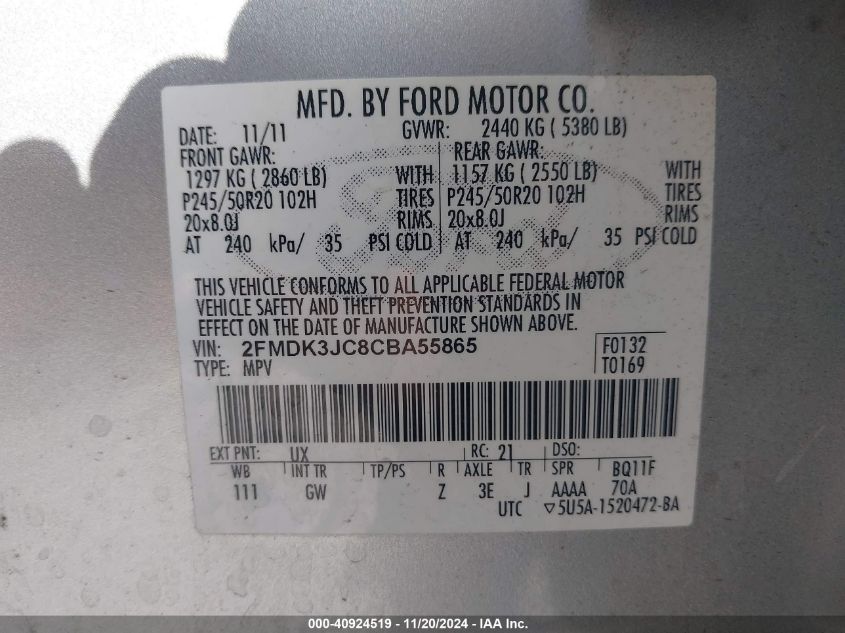 MFD. BY FORD MOTOR CO.
DATE: 11/11 GVWR: 2440 KG ( 5380 LB)
FRONT GAWR: REAR GAWR:
1297 KG ( 2860 LB) WITH 1157 KG ( 2550 LB) WITH
P245/50R20 102H TIRES P245/50R20 102H TIRES
20x8.0J RIMS 20x8.0J RIMS
AT 240 kPa/ 35 PSI COLD AT 240 kPa/ 35 PSI COLD
THIS VEHICLE CONFORMS TO ALL APPLICABLE FEDERAL MOTOR
VEHICLE SAFETY AND THEFT PREVENTION STANDARDS IN
EFFECT ON THE DATE OF MANUFACTURE SHOWN ABOVE.
VIN: 2FMDK3JC8CBA55865 F0132
TYPE: MPV T0169
EXT PNT: UX RC: 21 DSO:
WB INT TR TP/PS R AXLE TR SPR BQ11F
111 GW Z 3E J AAAA 70A
UTC ▽5U5A-1520472-BA
000-40924519 - 11/20/2024 - IAA Inc.